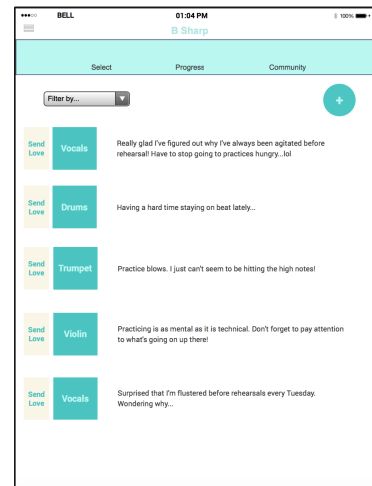 BELL 01:04 PM 100%
B Sharp
Select Progress Community
Filter by...
+
Send
Love
Vocals
Really glad I've figured out why I've always been agitated before
rehearsal! Have to stop going to practices hungry...lol
Send
Love
Drums
Having a hard time staying on beat lately...
Send
Love
Trumpet
Practice blows. I just can't seem to be hitting the high notes!
Send
Love
Violin
Practicing is as mental as it is technical. Don't forget to pay attention
to what's going on up there!
Send
Love
Vocals
Surprised that I'm flustered before rehearsals every Tuesday.
Wondering why...